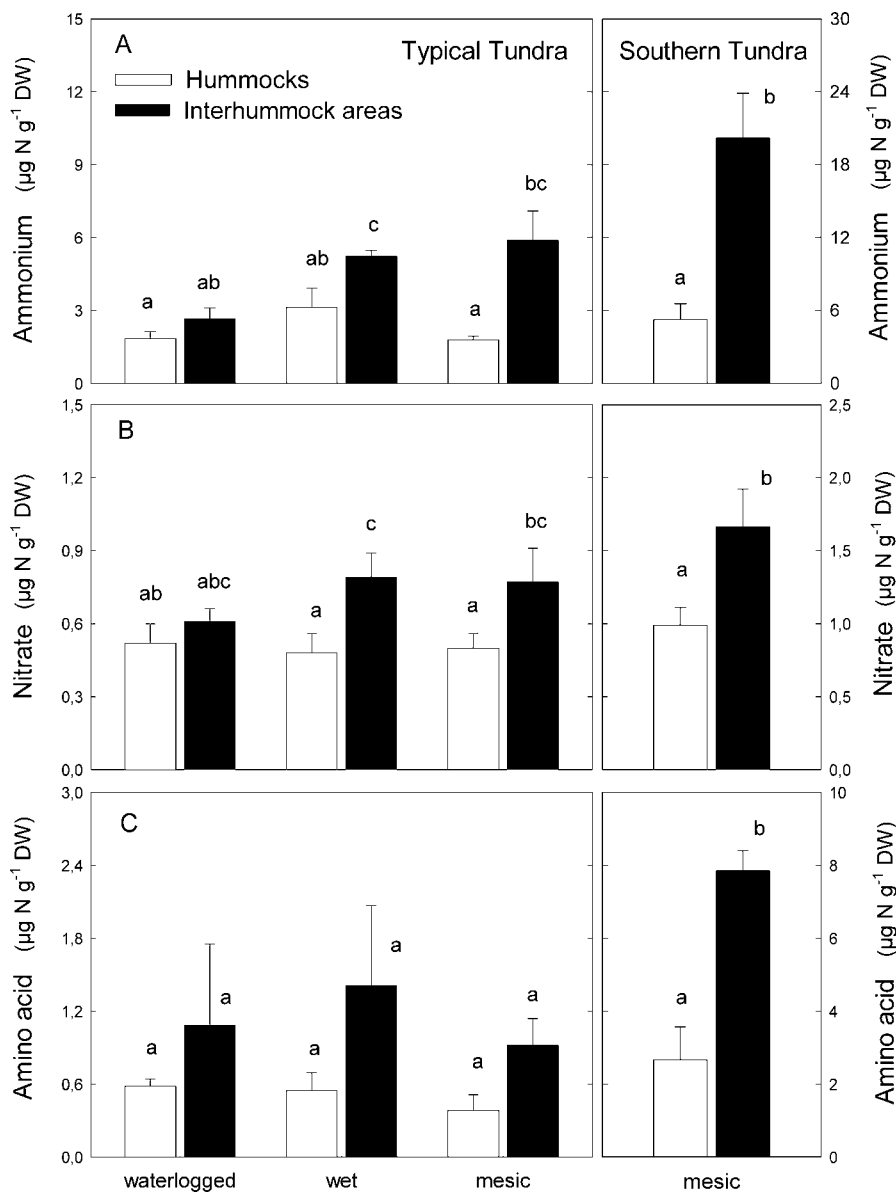 A
Typical Tundra
Southern Tundra
Hummocks
Interhummock areas
Ammonium (µg N g⁻¹ DW)
15
12
9
6
3
0
a
ab
ab
c
a
bc
a
b
30
24
18
12
6
0
Ammonium (µg N g⁻¹ DW)
B
Nitrate (µg N g⁻¹ DW)
1,5
1,2
0,9
0,6
0,3
0,0
ab
abc
a
c
a
bc
a
b
2,5
2,0
1,5
1,0
0,5
0,0
Nitrate (µg N g⁻¹ DW)
C
Amino acid (µg N g⁻¹ DW)
3,0
2,4
1,8
1,2
0,6
0,0
a
a
a
a
a
a
a
b
10
8
6
4
2
0
Amino acid (µg N g⁻¹ DW)
waterlogged wet mesic mesic